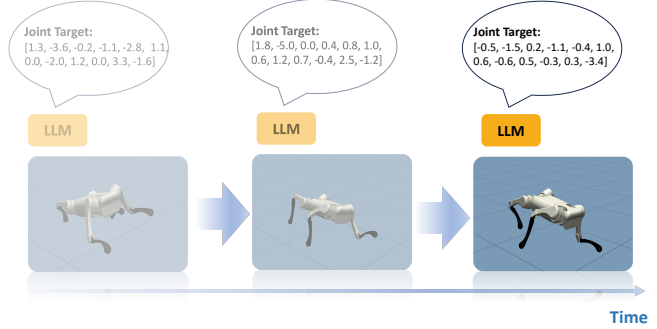 Joint Target:
[1.3, -3.6, -0.2, -1.1, -2.8, 1.1,
0.0, -2.0, 1.2, 0.0, 3.3, -1.6]
Joint Target:
[1.8, -5.0, 0.0, 0.4, 0.8, 1.0,
0.6, 1.2, 0.7, -0.4, 2.5, -1.2]
Joint Target:
[-0.5, -1.5, 0.2, -1.1, -0.4, 1.0,
0.6, -0.6, 0.5, -0.3, 0.3, -3.4]
LLM
LLM
LLM
Time